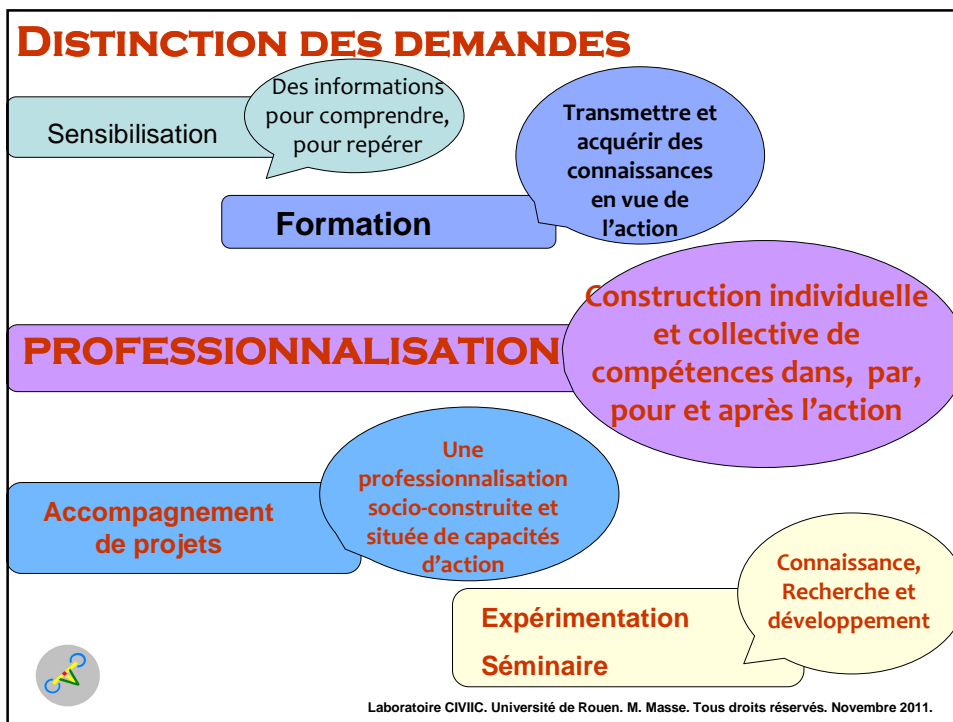 DISTINCTION DES DEMANDES
Sensibilisation
Des informations
pour comprendre,
pour repérer
Formation
Transmettre et
acquérir des
connaissances
en vue de
l’action
PROFESSIONNALISATION
Construction individuelle
et collective de
compétences dans, par,
pour et après l’action
Accompagnement
de projets
Une
professionnalisation
socio-construite et
située de capacités
d’action
Expérimentation
Séminaire
Connaissance,
Recherche et
développement
Laboratoire CIVIIC. Université de Rouen. M. Masse. Tous droits réservés. Novembre 2011.